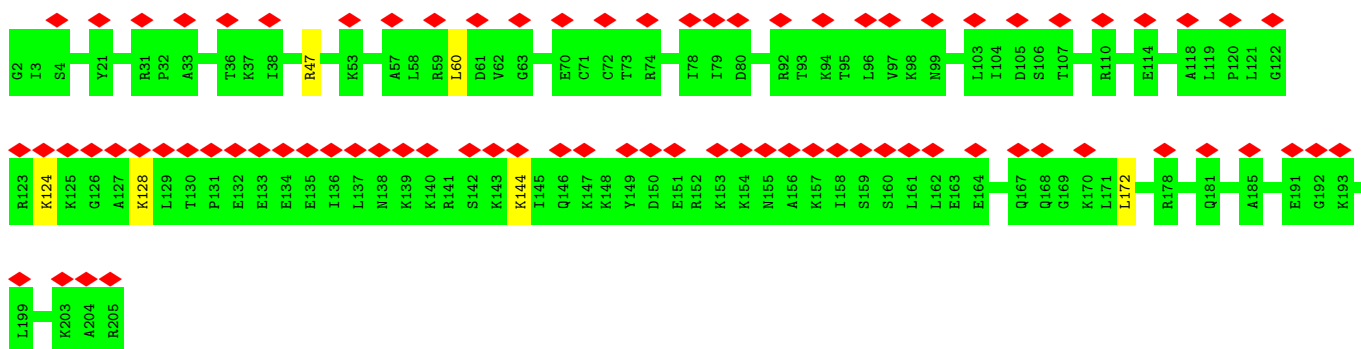 G2 I3 S4 Y21 R31 P32 A33 T36 K37 I38 R47 K53 A57 L58 R59 L60 D61 V62 G63 E70 C71 C72 T73 R74 I78 I79 D80 R92 T93 K94 T95 L96 V97 K98 N99 L103 I104 D105 S106 T107 R110 E114 A118 L119 P120 L121 G122
R123 K124 K125 G126 A127 K128 L129 T130 P131 E132 E133 E134 E135 I136 L137 N138 K139 K140 R141 S142 K143 K144 I145 Q146 K147 K148 Y149 D150 E151 R152 K153 K154 N155 A156 K157 I158 S159 S160 L161 L162 E163 E164 Q167 Q168 G169 K170 L171 L172 R178 Q181 A185 E191 G192 K193
L199 K203 A204 R205